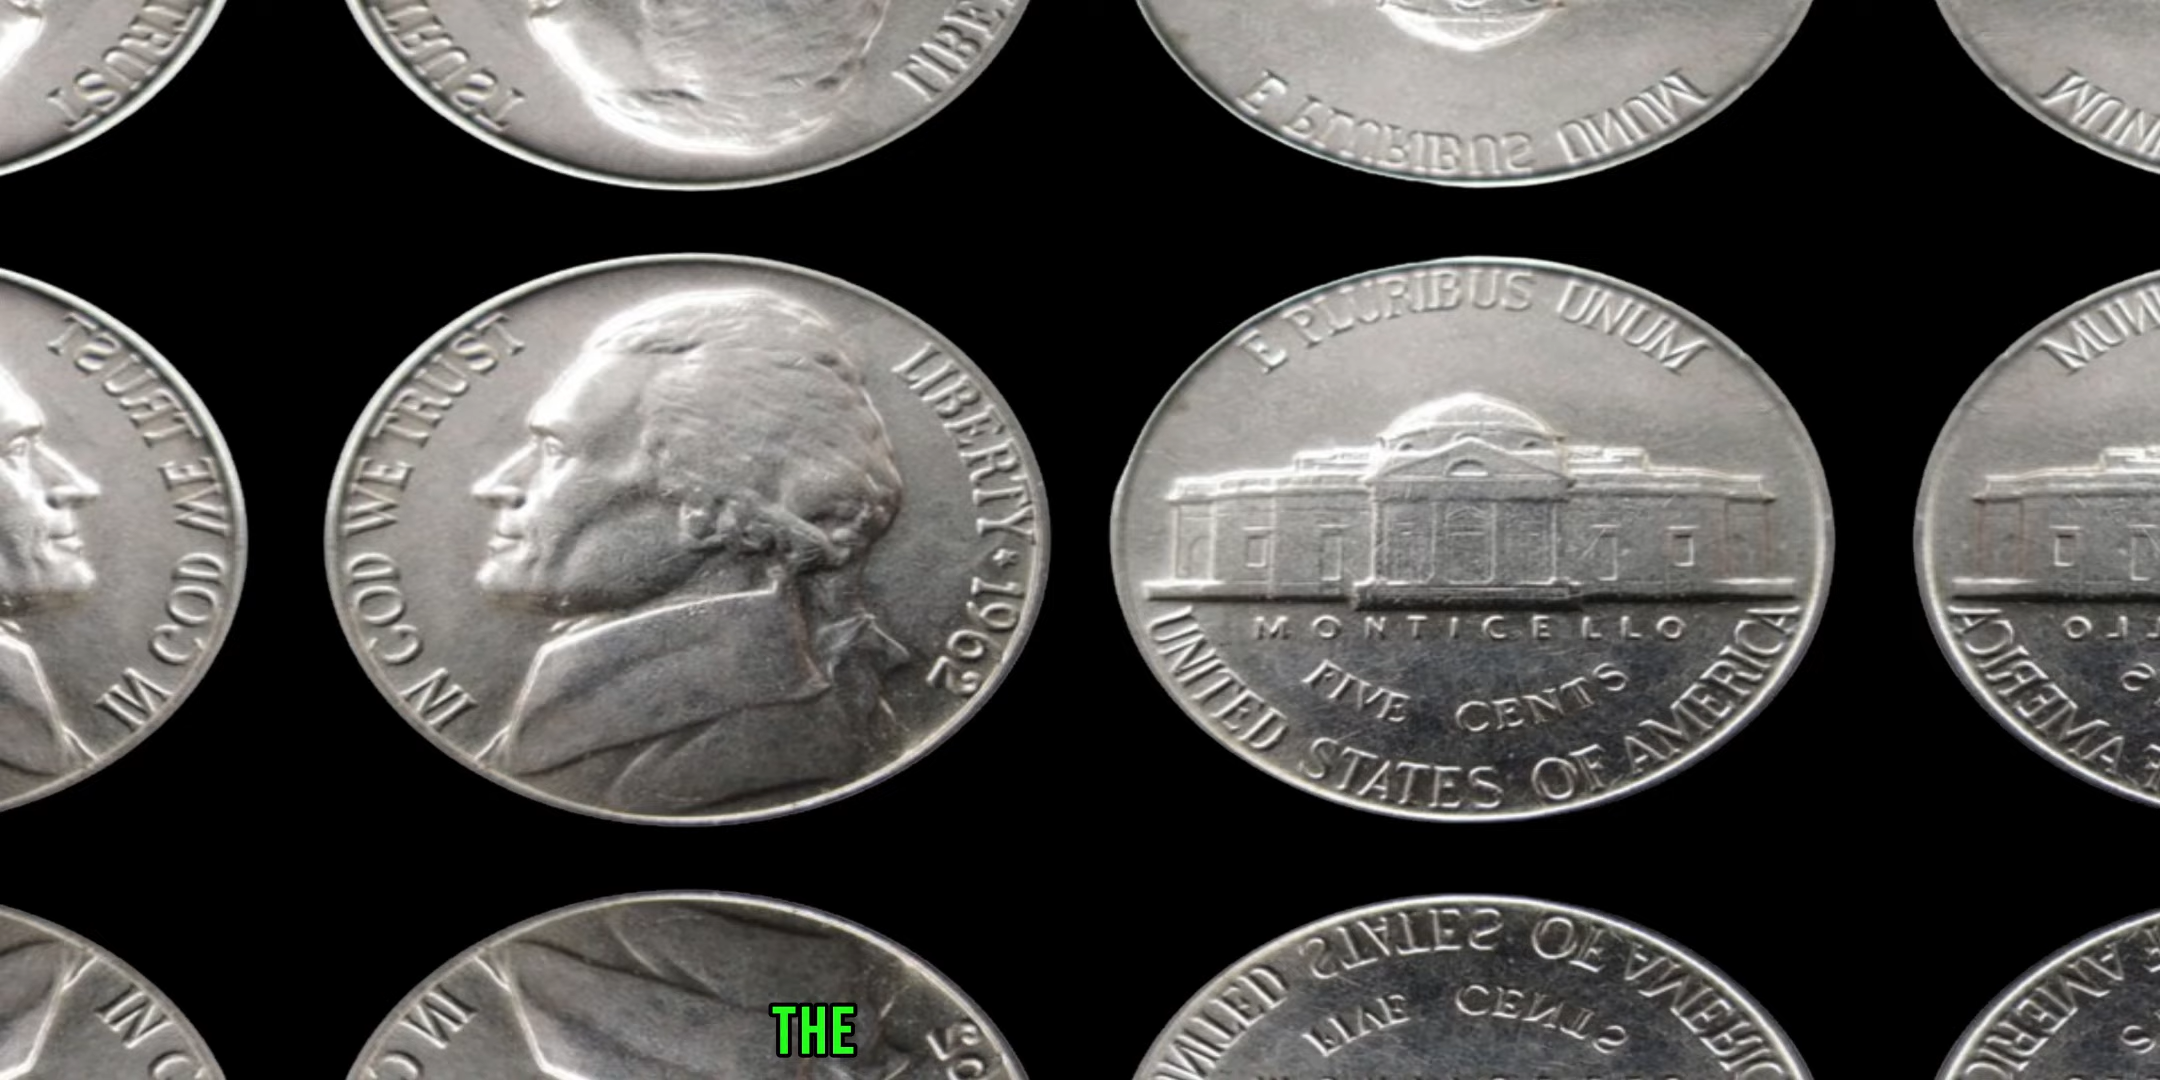 IN GOD WE TRUST
LIBERTY ★ 1962
E PLURIBUS UNUM
MONTICELLO
FIVE CENTS
UNITED STATES OF AMERICA
THE